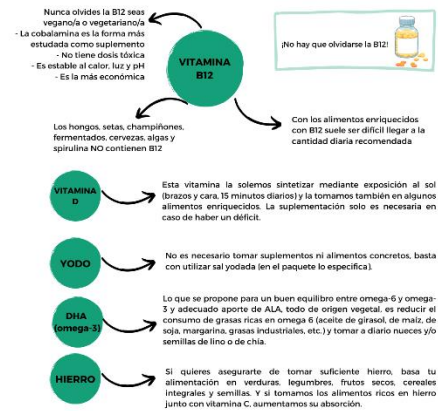 Nunca olvides la B12 seas
vegano/a o vegetariano/a
- La cobalamina es la forma más
estudada como suplemento
- No tiene dosis tóxica
- Es estable al calor, luz y pH
- Es la más económica
VITAMINA
B12
¡No hay que olvidarse la B12!
Los hongos, setas, champiñones,
fermentados, cervezas, algas y
spirulina NO contienen B12
Con los alimentos enriquecidos
con B12 suele ser difícil llegar a la
cantidad diaria recomendada
VITAMINA
D
Esta vitamina la solemos sintetizar mediante exposición al sol
(brazos y cara, 15 minutos diarios) y la tomamos también en algunos
alimentos enriquecidos. La suplementación solo es necesaria en
caso de haber un déficit.
YODO
No es necesario tomar suplementos ni alimentos concretos, basta
con utilizar sal yodada (en el paquete lo especifica).
DHA
(omega-3)
Lo que se propone para un buen equilibro entre omega-6 y omega-
3 y adecuado aporte de ALA, todo de origen vegetal, es reducir el
consumo de grasas ricas en omega 6 (aceite de girasol, de maíz, de
soja, margarina, grasas industriales, etc.) y tomar a diario nueces y/o
semillas de lino o de chía.
HIERRO
Si quieres asegurarte de tomar suficiente hierro, basa tu
alimentación en verduras, legumbres, frutos secos, cereales
integrales y semillas. Y si tomamos los alimentos ricos en hierro
junto con vitamina C, aumentamos su absorción.